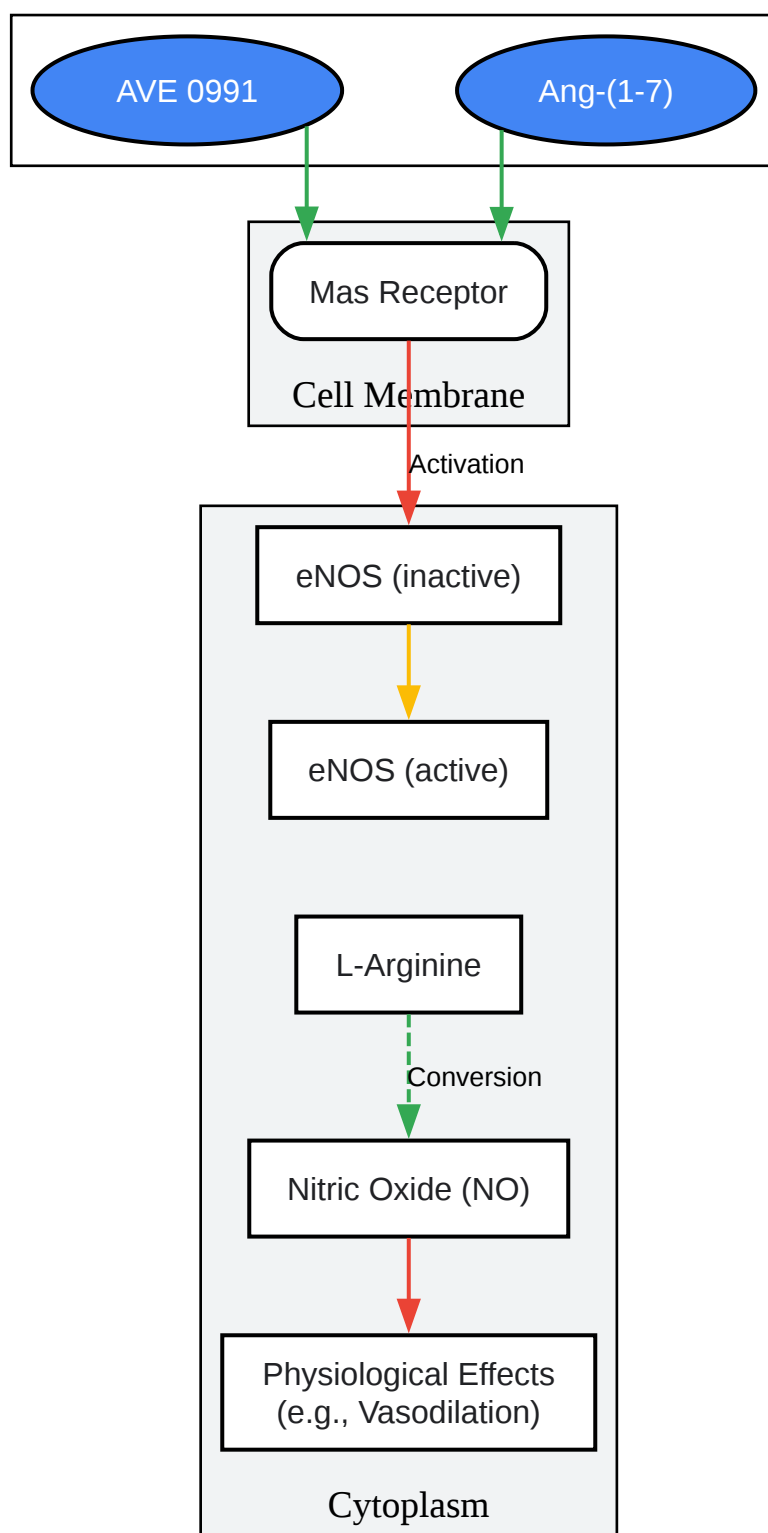 AVE 0991
Ang-(1-7)
Mas Receptor
Cell Membrane
Activation
eNOS (inactive)
eNOS (active)
L-Arginine
Conversion
Nitric Oxide (NO)
Physiological Effects
(e.g., Vasodilation)
Cytoplasm